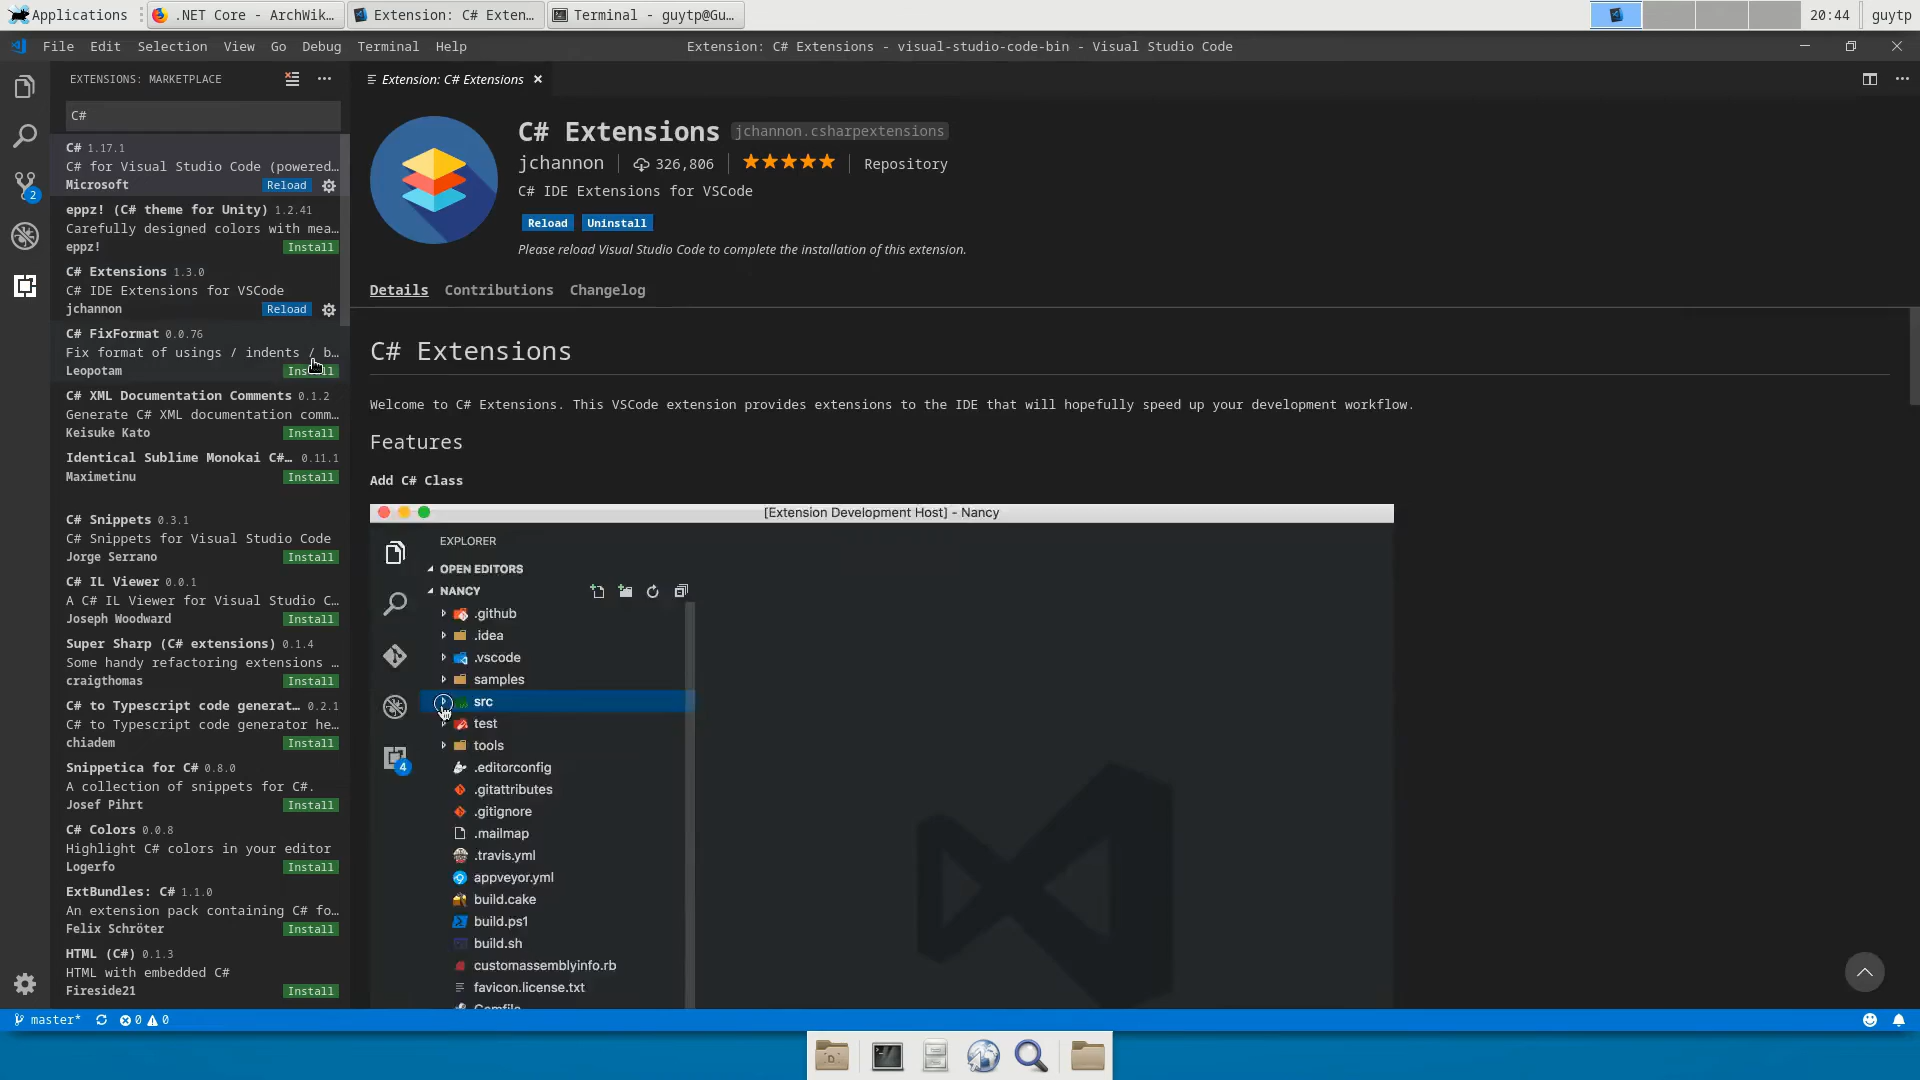 Applications
.NET Core - ArchWik...
Extension: C# Exten...
Terminal - guytp@Gu...
20:44
guytp
File Edit Selection View Go Debug Terminal Help
Extension: C# Extensions - visual-studio-code-bin - Visual Studio Code
EXTENSIONS: MARKETPLACE
C#
C# 1.17.1
C# for Visual Studio Code (powered…
Microsoft Reload
eppz! (C# theme for Unity) 1.2.41
Carefully designed colors with mea…
eppz! Install
C# Extensions 1.3.0
C# IDE Extensions for VSCode
jchannon Reload
C# FixFormat 0.0.76
Fix format of usings / indents / b…
Leopotam Install
C# XML Documentation Comments 0.1.2
Generate C# XML documentation comm…
Keisuke Kato Install
Identical Sublime Monokai C#… 0.11.1
Maximetinu Install
C# Snippets 0.3.1
C# Snippets for Visual Studio Code
Jorge Serrano Install
C# IL Viewer 0.0.1
A C# IL Viewer for Visual Studio C…
Joseph Woodward Install
Super Sharp (C# extensions) 0.1.4
Some handy refactoring extensions …
craigthomas Install
C# to Typescript code generat… 0.2.1
C# to Typescript code generator he…
chiadem Install
Snippetica for C# 0.8.0
A collection of snippets for C#.
Josef Pihrt Install
C# Colors 0.0.8
Highlight C# colors in your editor
Logerfo Install
ExtBundles: C# 1.1.0
An extension pack containing C# fo…
Felix Schröter Install
HTML (C#) 0.1.3
HTML with embedded C#
Fireside21 Install
2
Extension: C# Extensions
C# Extensions jchannon.csharpextensions
jchannon 326,806 Repository
C# IDE Extensions for VSCode
Reload Uninstall
Please reload Visual Studio Code to complete the installation of this extension.
Details Contributions Changelog
C# Extensions
Welcome to C# Extensions. This VSCode extension provides extensions to the IDE that will hopefully speed up your development workflow.
Features
Add C# Class
[Extension Development Host] - Nancy
EXPLORER
OPEN EDITORS
NANCY
.github
.idea
.vscode
samples
src
test
tools
4
.editorconfig
.gitattributes
.gitignore
.mailmap
.travis.yml
appveyor.yml
build.cake
build.ps1
build.sh
customassemblyinfo.rb
favicon.license.txt
Gemfile
master* 0 0
D